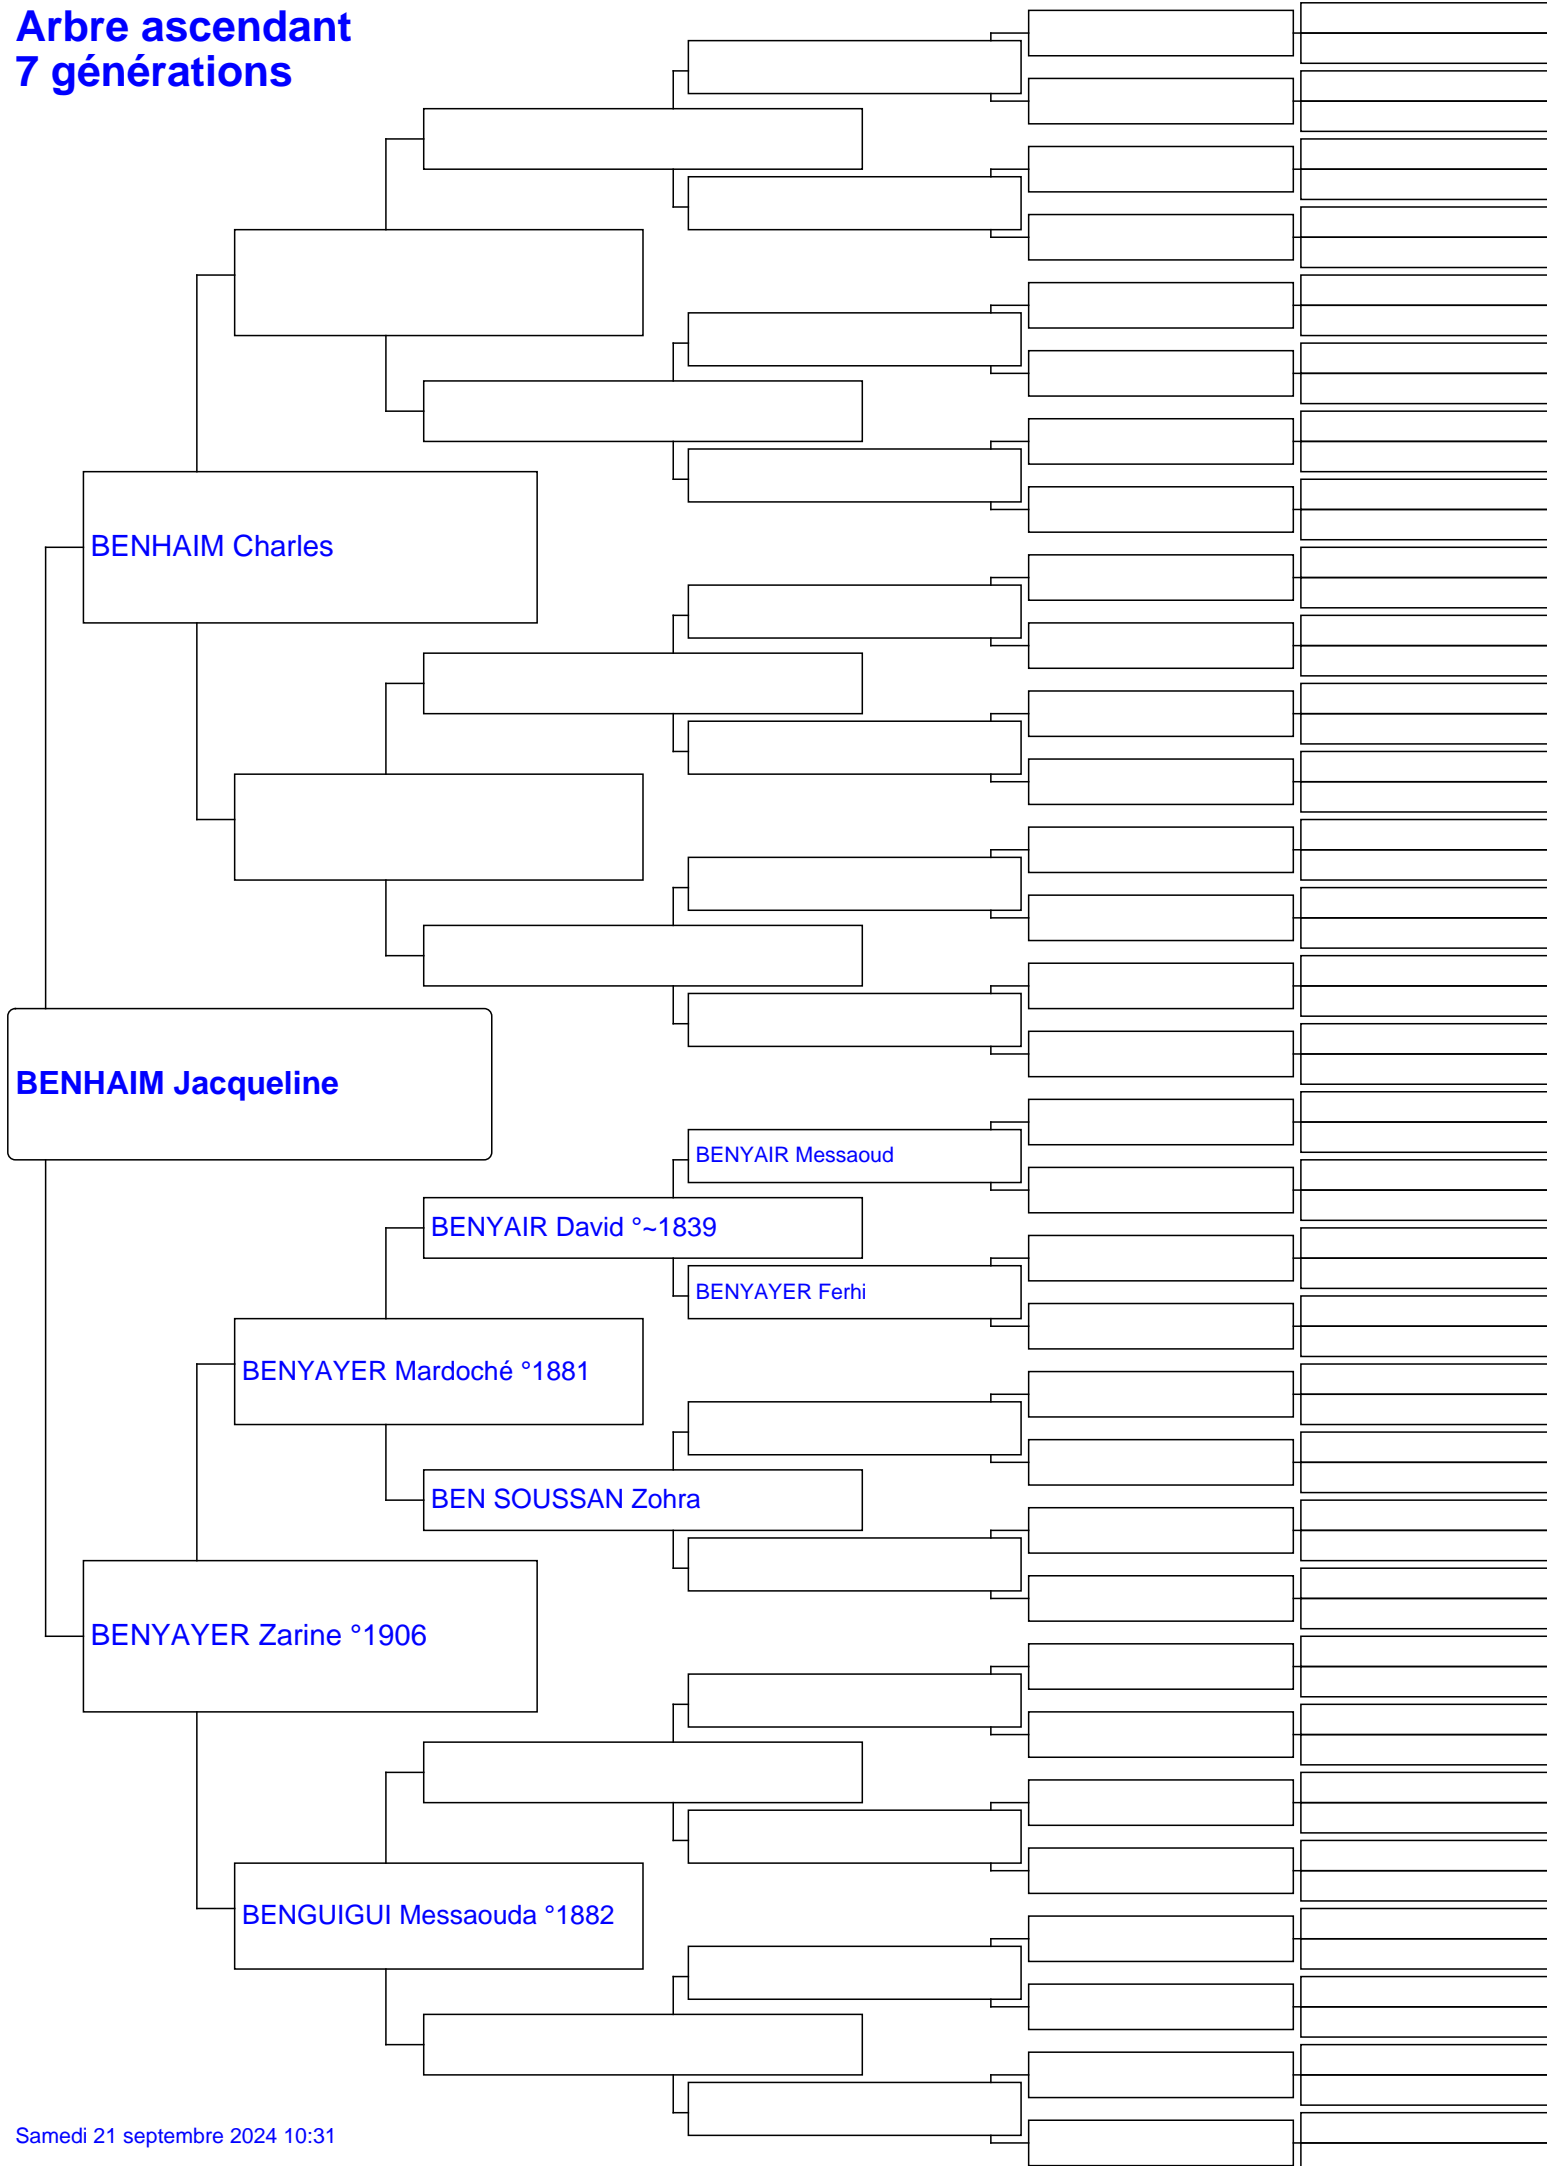 Arbre ascendant
7 générations
BENHAIM Charles
BENHAIM Jacqueline
BENYAIR Messaoud
BENYAIR David °~1839
BENYAYER Ferhi
BENYAYER Mardoché °1881
BEN SOUSSAN Zohra
BENYAYER Zarine °1906
BENGUIGUI Messaouda °1882
Samedi 21 septembre 2024 10:31